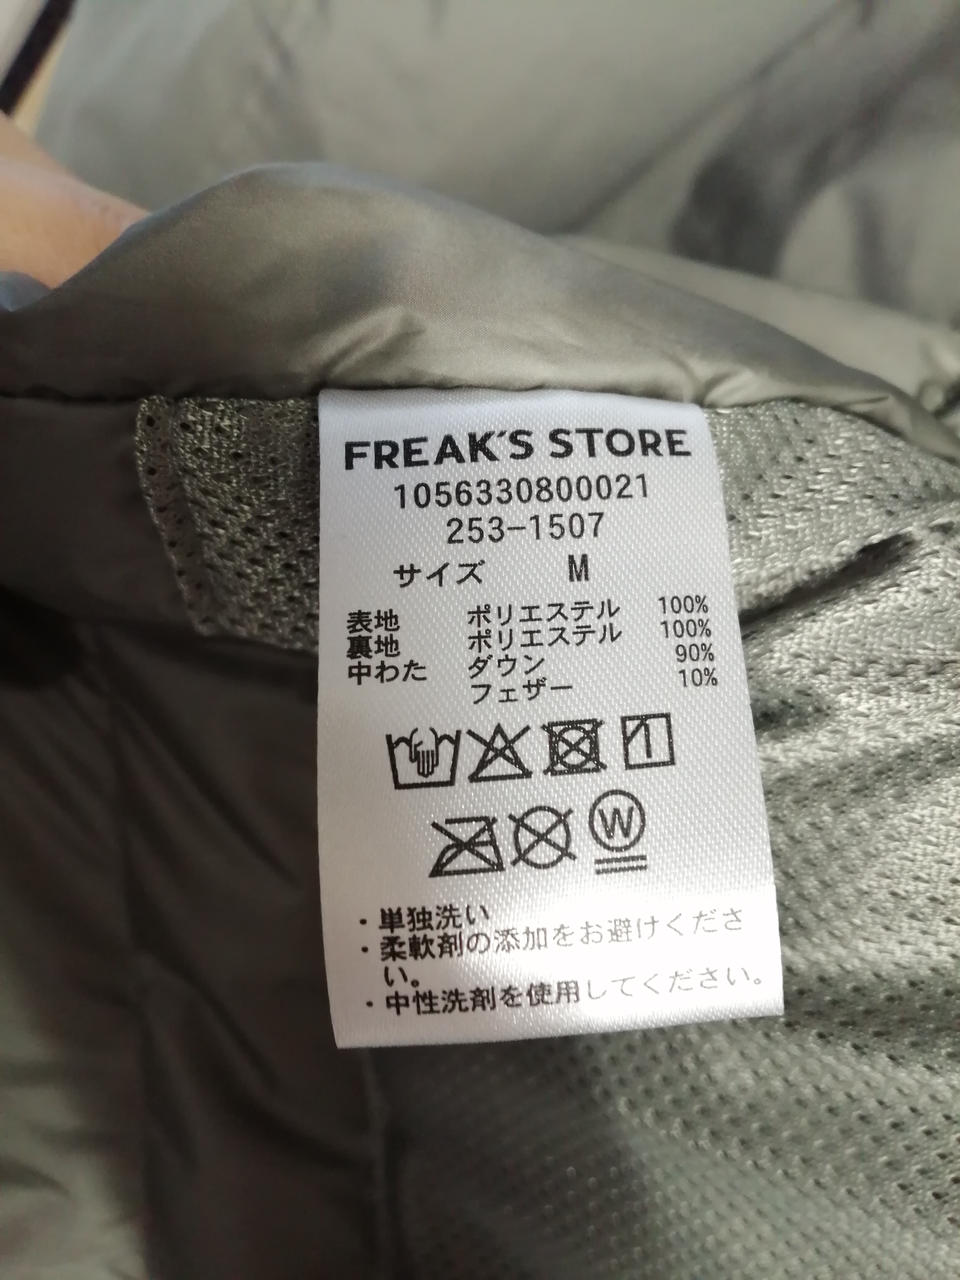 FREAK'S STORE
1056330800021
253-1507
サイズ M
表地 ポリエステル 100%
裏地 ポリエステル 100%
中わた ダウン 90%
フェザー 10%
W
・単独洗い
・柔軟剤の添加をお避けくださ
い。
・中性洗剤を使用してください。